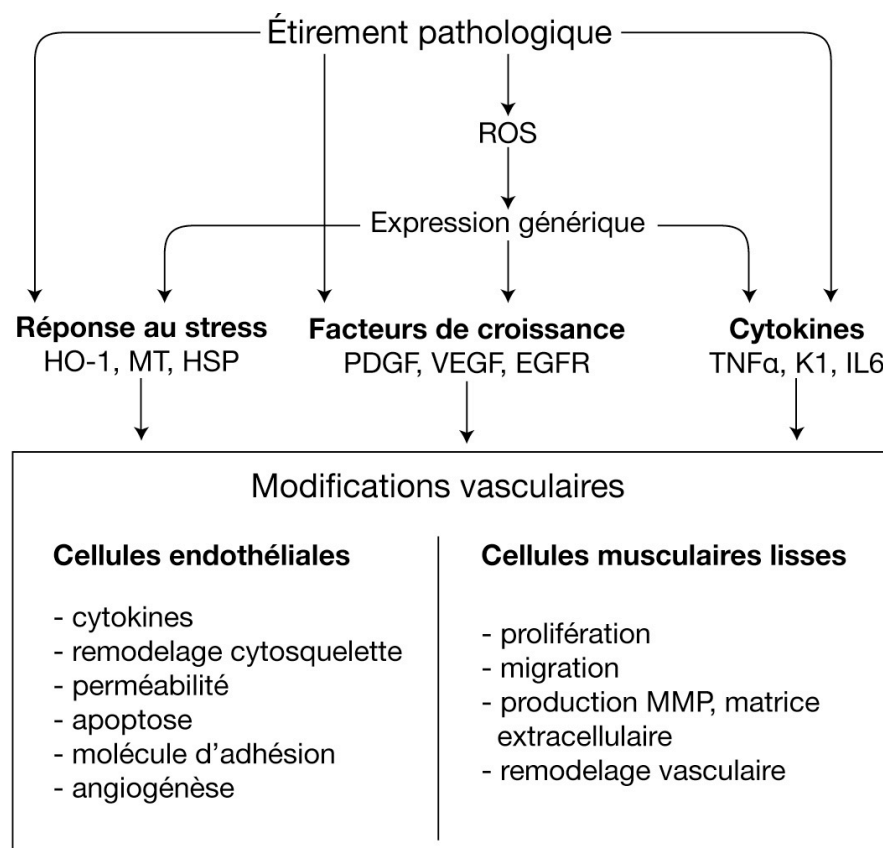 Étirement pathologique
ROS
Expression générique
Réponse au stress
HO-1, MT, HSP
Facteurs de croissance
PDGF, VEGF, EGFR
Cytokines
TNFα, K1, IL6
Modifications vasculaires
Cellules endothéliales
- cytokines
- remodelage cytosquelette
- perméabilité
- apoptose
- molécule d'adhésion
- angiogénèse
Cellules musculaires lisses
- prolifération
- migration
- production MMP, matrice
extracellulaire
- remodelage vasculaire